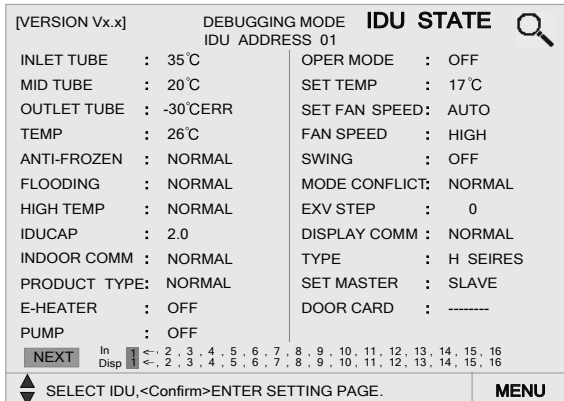 [VERSION Vx.x] DEBUGGING MODE IDU STATE
IDU ADDRESS 01
INLET TUBE : 35℃
MID TUBE : 20℃
OUTLET TUBE : -30℃ERR
TEMP : 26℃
ANTI-FROZEN : NORMAL
FLOODING : NORMAL
HIGH TEMP : NORMAL
IDUCAP : 2.0
INDOOR COMM : NORMAL
PRODUCT TYPE: NORMAL
E-HEATER : OFF
PUMP : OFF
OPER MODE : OFF
SET TEMP : 17℃
SET FAN SPEED: AUTO
FAN SPEED : HIGH
SWING : OFF
MODE CONFLICT: NORMAL
EXV STEP : 0
DISPLAY COMM : NORMAL
TYPE : H SEIRES
SET MASTER : SLAVE
DOOR CARD : --------
NEXT
In 1 <-, 2 , 3 , 4 , 5 , 6 , 7 , 8 , 9 , 10, 11, 12, 13, 14, 15, 16
Disp 1 <-, 2 , 3 , 4 , 5 , 6 , 7 , 8 , 9 , 10, 11, 12, 13, 14, 15, 16
SELECT IDU,<Confirm>ENTER SETTING PAGE. MENU